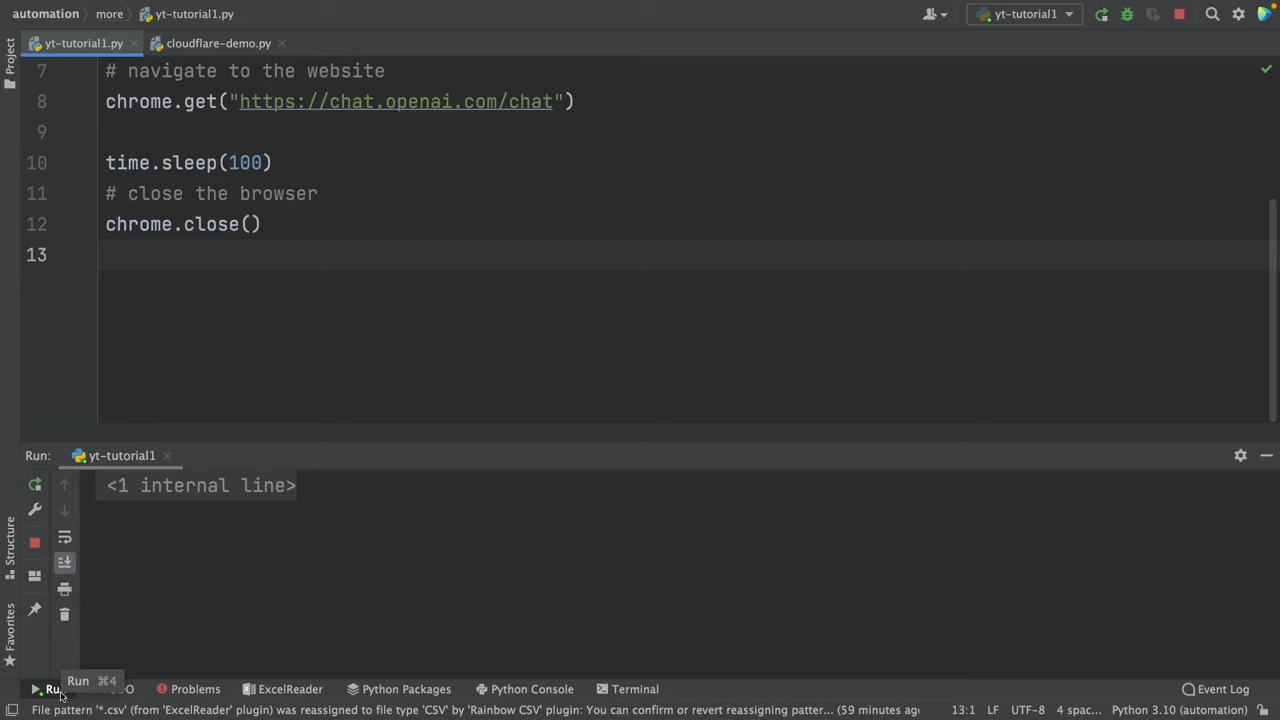 automation more yt-tutorial1.py yt-tutorial1
yt-tutorial1.py cloudflare-demo.py
Project
7 # navigate to the website
8 chrome.get("https://chat.openai.com/chat")
9
10 time.sleep(100)
11 # close the browser
12 chrome.close()
13
Run: yt-tutorial1
<1 internal line>
Structure
Favorites
Run ⌘4
Problems ExcelReader Python Packages Python Console Terminal Event Log
File pattern '*.csv' (from 'ExcelReader' plugin) was reassigned to file type 'CSV' by 'Rainbow CSV' plugin: You can confirm or revert reassigning patter... (59 minutes ago 13:1 LF UTF-8 4 spac... Python 3.10 (automation)